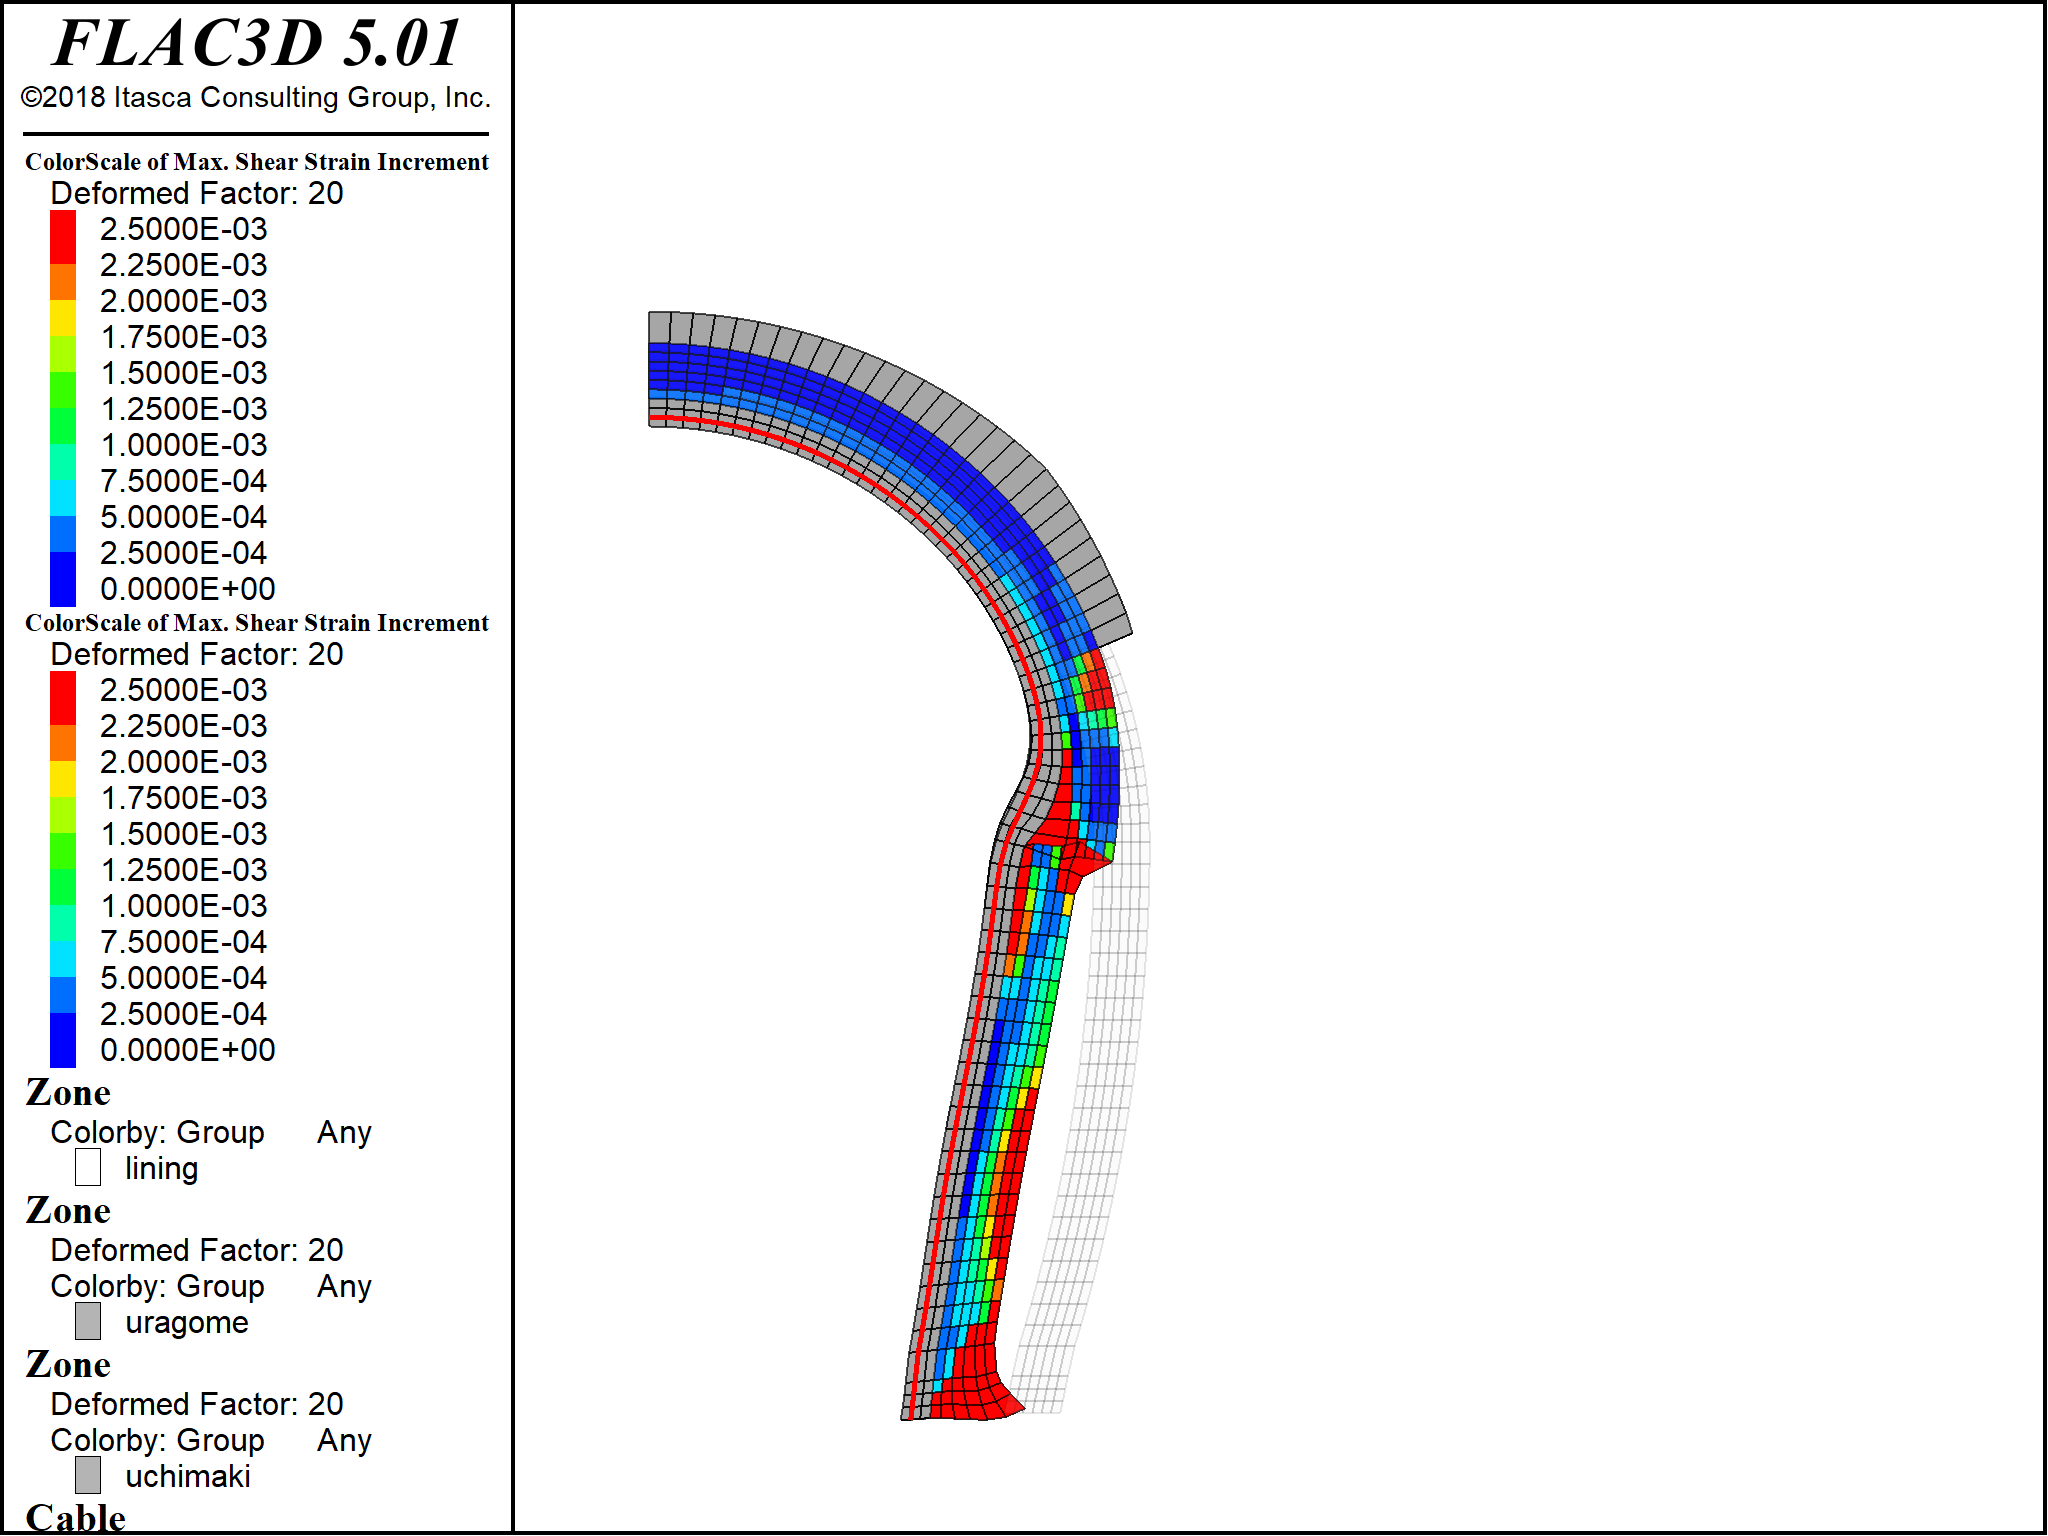 FLAC3D 5.01
©2018 Itasca Consulting Group, Inc.
ColorScale of Max. Shear Strain Increment
Deformed Factor: 20
2.5000E-03
2.2500E-03
2.0000E-03
1.7500E-03
1.5000E-03
1.2500E-03
1.0000E-03
7.5000E-04
5.0000E-04
2.5000E-04
0.0000E+00
ColorScale of Max. Shear Strain Increment
Deformed Factor: 20
2.5000E-03
2.2500E-03
2.0000E-03
1.7500E-03
1.5000E-03
1.2500E-03
1.0000E-03
7.5000E-04
5.0000E-04
2.5000E-04
0.0000E+00
Zone
Colorby: Group Any
lining
Zone
Deformed Factor: 20
Colorby: Group Any
uragome
Zone
Deformed Factor: 20
Colorby: Group Any
uchimaki
Cable